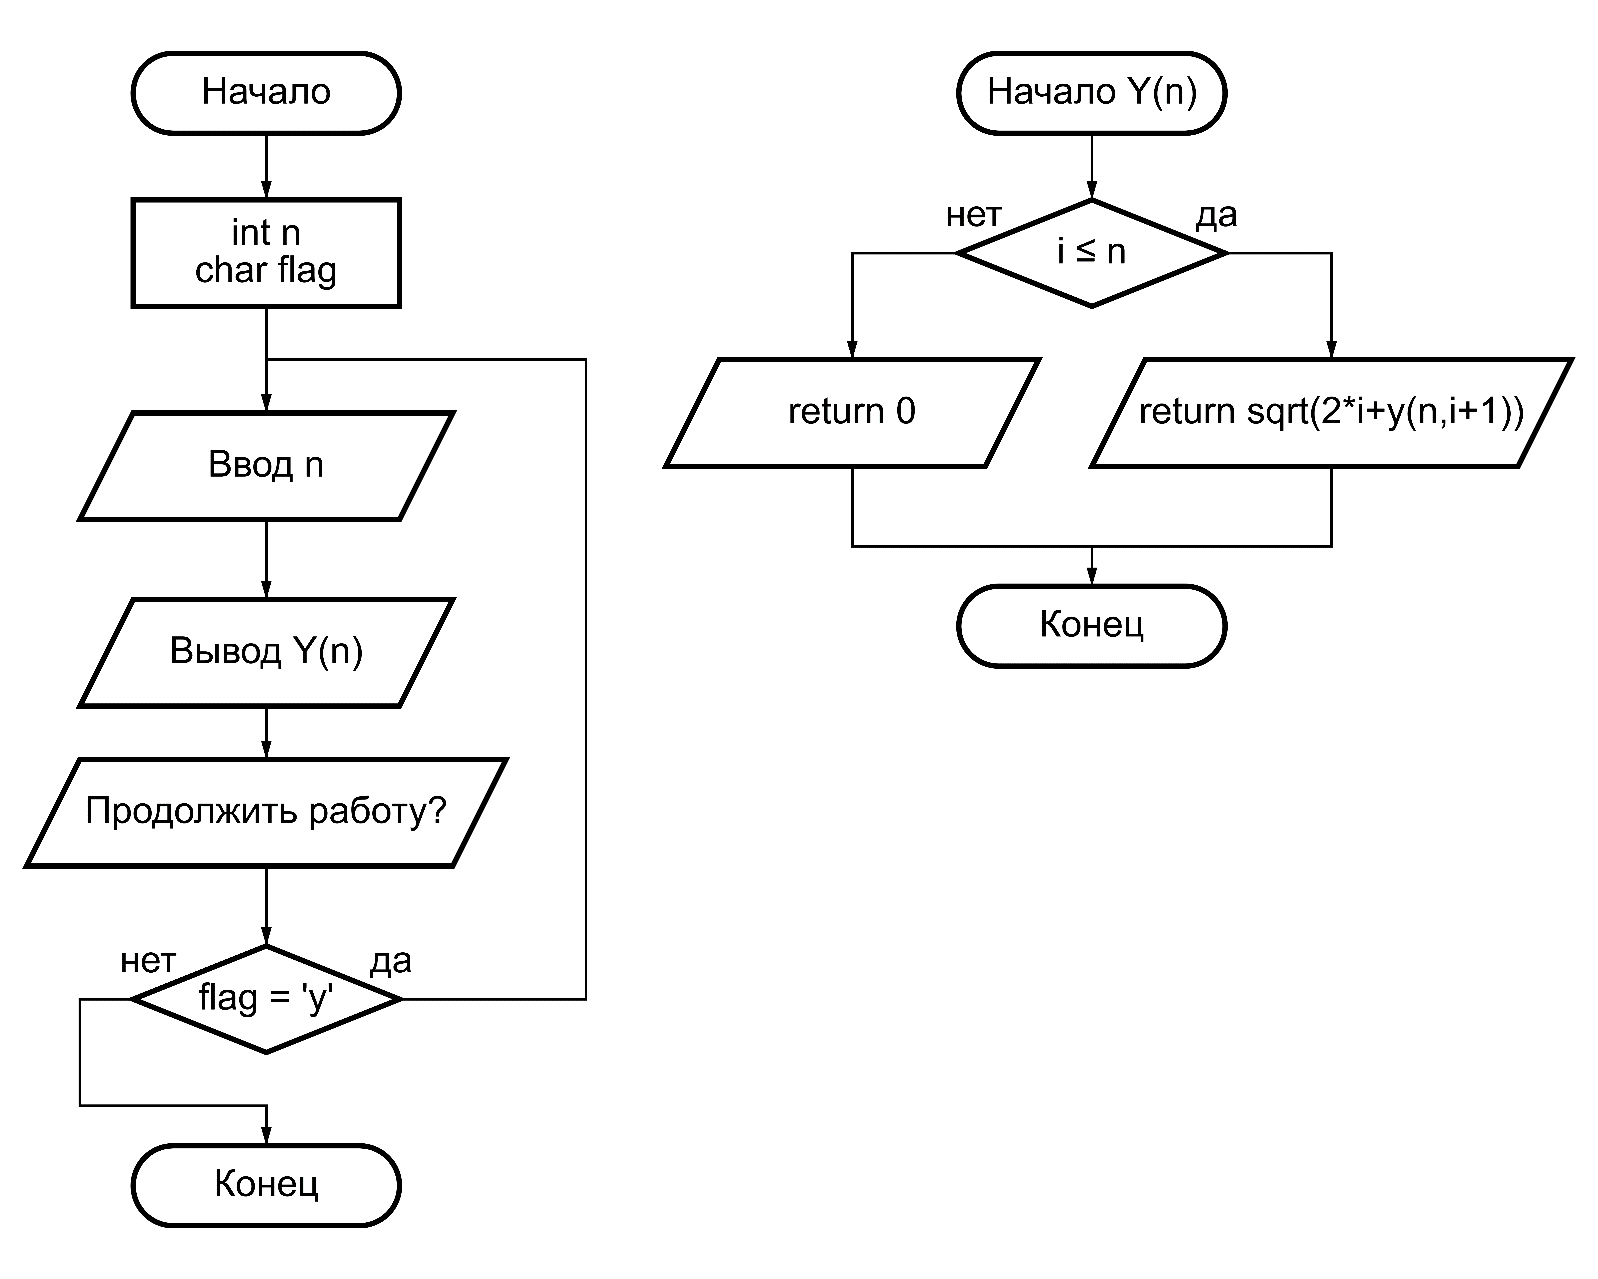 Начало
int n
char flag
Ввод n
Вывод Y(n)
Продолжить работу?
нет
да
flag = 'y'
Конец
Начало Y(n)
нет
да
i ≤ n
return 0
return sqrt(2*i+y(n,i+1))
Конец